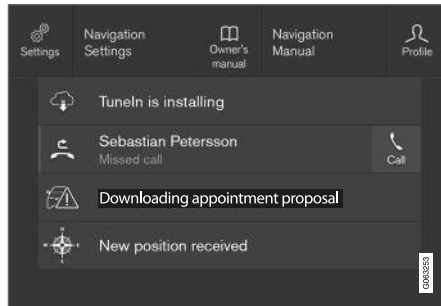 Settings
Navigation
Settings
Owner's
manual
Navigation
Manual
Profile
TuneIn is installing
Sebastian Petersson
Missed call
Call
Downloading appointment proposal
New position received
G063253